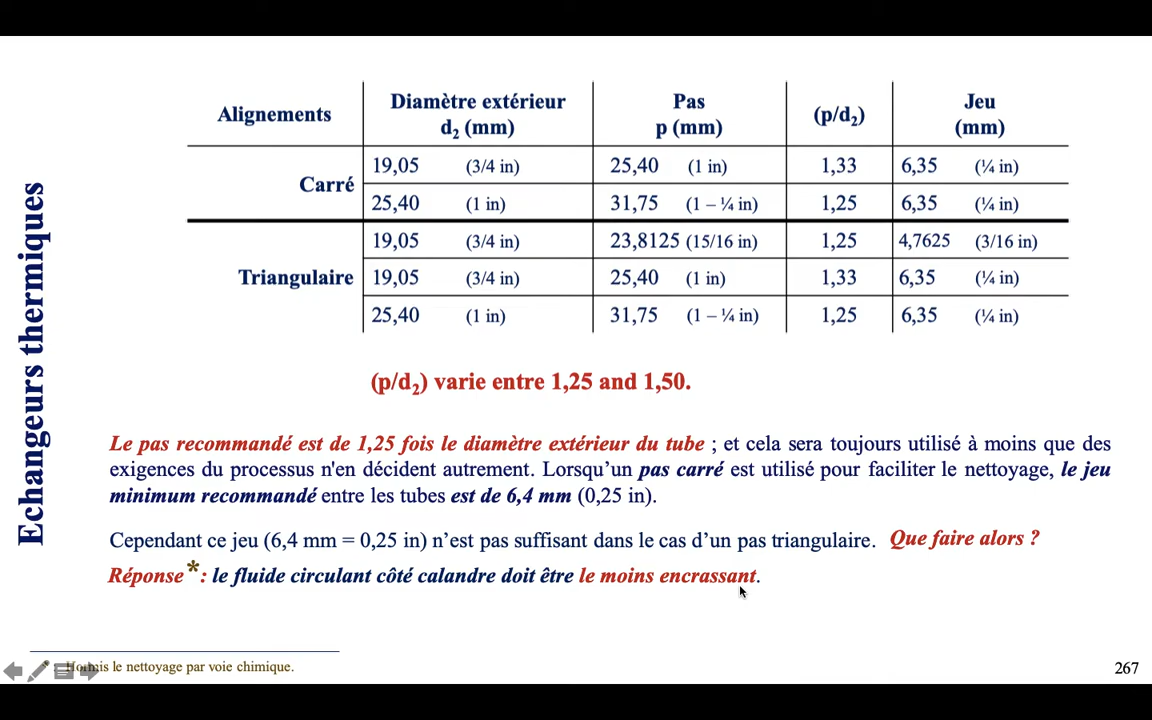 Echangeurs thermiques
Alignements Diamètre extérieur d₂ (mm) Pas p (mm) (p/d₂) Jeu (mm)
Carré
19,05 (3/4 in) 25,40 (1 in) 1,33 6,35 (¼ in)
25,40 (1 in) 31,75 (1 – ¼ in) 1,25 6,35 (¼ in)
Triangulaire
19,05 (3/4 in) 23,8125 (15/16 in) 1,25 4,7625 (3/16 in)
19,05 (3/4 in) 25,40 (1 in) 1,33 6,35 (¼ in)
25,40 (1 in) 31,75 (1 – ¼ in) 1,25 6,35 (¼ in)
(p/d₂) varie entre 1,25 and 1,50.
Le pas recommandé est de 1,25 fois le diamètre extérieur du tube ; et cela sera toujours utilisé à moins que des
exigences du processus n'en décident autrement. Lorsqu'un pas carré est utilisé pour faciliter le nettoyage, le jeu
minimum recommandé entre les tubes est de 6,4 mm (0,25 in).
Cependant ce jeu (6,4 mm = 0,25 in) n’est pas suffisant dans le cas d’un pas triangulaire. Que faire alors ?
Réponse*: le fluide circulant côté calandre doit être le moins encrassant.
* : Hormis le nettoyage par voie chimique.
267